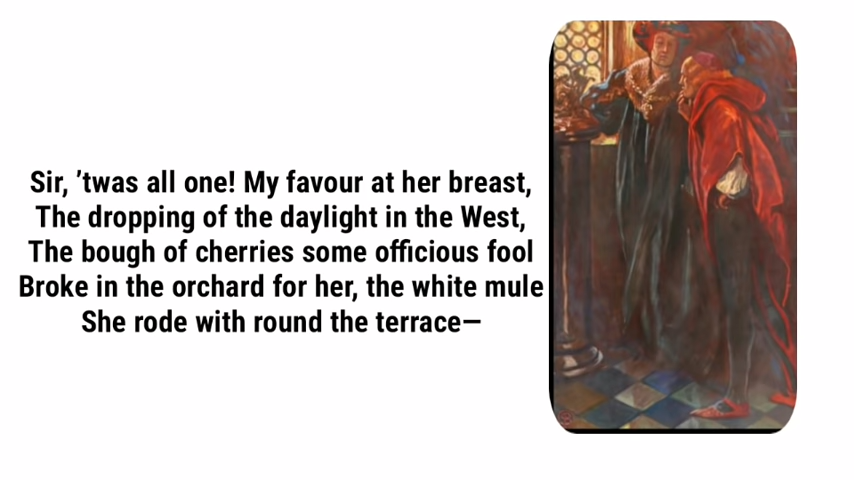 Sir, ’twas all one! My favour at her breast,
The dropping of the daylight in the West,
The bough of cherries some officious fool
Broke in the orchard for her, the white mule
She rode with round the terrace—